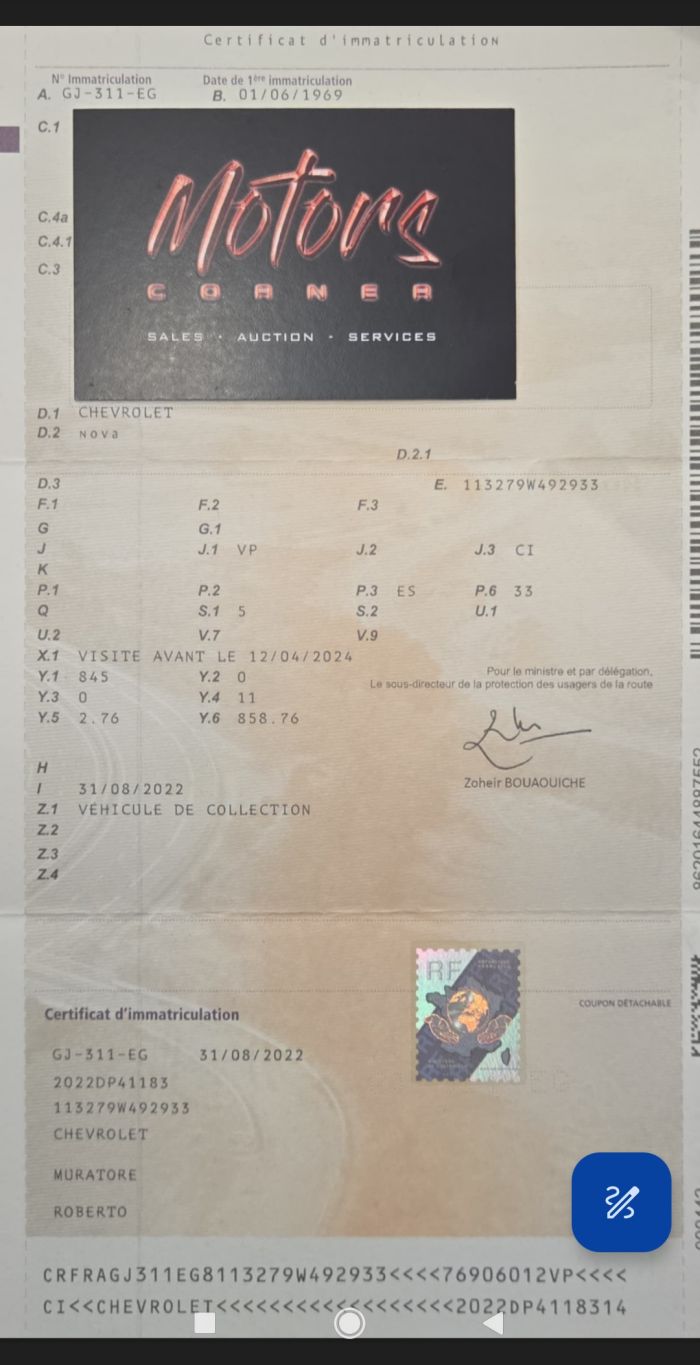 Certificat d'immatriculatioN
N° Immatriculation Date de 1ère immatriculation
A. GJ-311-EG B. 01/06/1969
C.1
Motors
C.4a
C.4.1
C.3
CORNER
SALES · AUCTION · SERVICES
D.1 CHEVROLET
D.2 NOVa
D.2.1
D.3 E. 113279W492933
F.1 F.2 F.3
G G.1
J J.1 VP J.2 J.3 CI
K
P.1 P.2 P.3 ES P.6 33
Q S.1 5 S.2 U.1
U.2 V.7 V.9
X.1 VISITE AVANT LE 12/04/2024
Y.1 845 Y.2 0 Pour le ministre et par délégation,
Y.3 0 Y.4 11 Le sous-directeur de la protection des usagers de la route
Y.5 2.76 Y.6 858.76
H Zoheir BOUAOUICHE
I 31/08/2022
Z.1 VÉHICULE DE COLLECTION
Z.2
Z.3
Z.4
RF
Certificat d'immatriculation COUPON DÉTACHABLE
GJ-311-EG 31/08/2022
2022DP41183
113279W492933
CHEVROLET
MURATORE
ROBERTO
CRFRAGJ311EG8113279W492933<<<<76906012VP<<<<
CI<<CHEVROLET<<<<<<<<<<<<<<<<<<<2022DP4118314